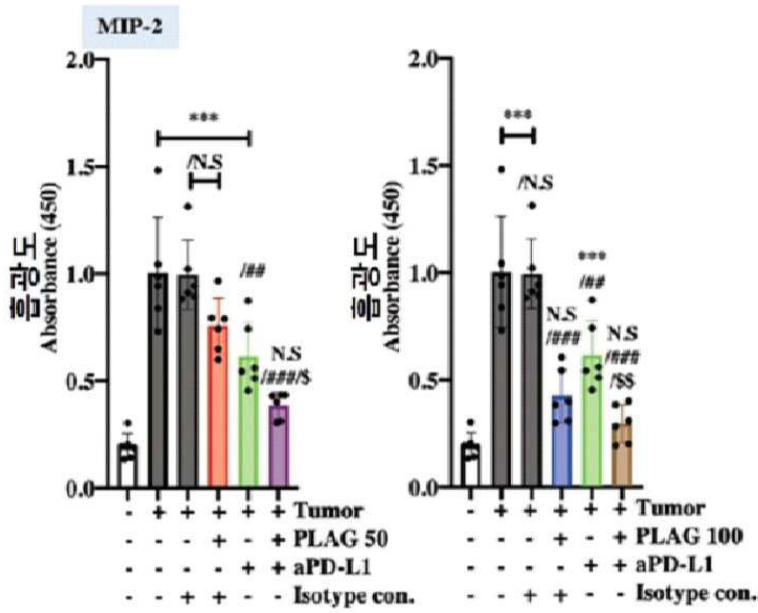 MIP-2
2.0
1.5
1.0
0.5
0.0
흡광도
Absorbance (450)
***
/N.S
/##
N.S
/###/$
- + + + + + Tumor
- - - + - + PLAG 50
- - - - + + aPD-L1
- - + + - - Isotype con.
2.0
1.5
1.0
0.5
0.0
흡광도
Absorbance (450)
***
/N.S
N.S
/###
***
/##
N.S
/###
/$$
- + + + + + Tumor
- - - + - + PLAG 100
- - - - + + aPD-L1
- - + + - - Isotype con.